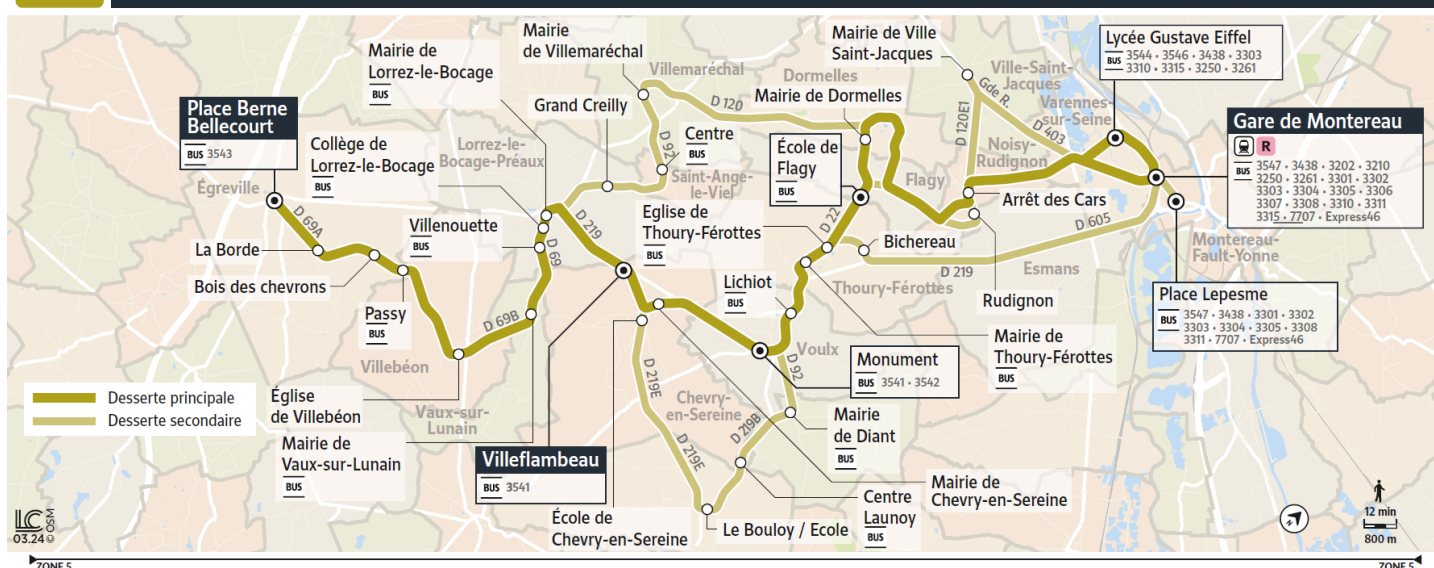 Place Berne
Bellecourt
BUS 3543
Égreville
Mairie de
Lorrez-le-Bocage
BUS
Mairie
de Villemaréchal
Villemaréchal
D 120
Grand Creilly
D 92
Centre
BUS
Saint-Ange-
le-Viel
Collège de
Lorrez-le-Bocage
BUS
Lorrez-le-
Bocage-Préaux
Villenouette
BUS
D 69
D 219
D 69A
La Borde
Bois des chevrons
Passy
BUS
D 69B
Villebéon
Église
de Villebéon
Vaux-sur-
Lunain
Mairie de
Vaux-sur-Lunain
BUS
Desserte principale
Desserte secondaire
Villeflambeau
BUS 3541
École de
Chevry-en-Sereine
D 219E
D 219E
Chevry-
en-Sereine
D 219B
Le Bouloy / Ecole
Centre
Launoy
BUS
Mairie de
Chevry-en-Sereine
Mairie
de Diant
BUS
D 92
Monument
BUS 3541 • 3542
Voulx
Lichiot
BUS
Eglise de
Thoury-Férottes
BUS
Mairie de
Thoury-Férottes
BUS
Thoury-Férottes
Bichereau
D 22
D 219
École de
Flagy
BUS
Flagy
Dormelles
Mairie de Dormelles
Mairie de Ville
Saint-Jacques
Ville-Saint-
Jacques
Gde R.
D 120E1
D 403
Noisy-
Rudignon
Arrêt des Cars
Rudignon
D 605
Esmans
Varennes-
sur-Seine
Lycée Gustave Eiffel
BUS 3544 • 3546 • 3438 • 3303
3310 • 3315 • 3250 • 3261
Gare de Montereau
R
BUS 3547 • 3438 • 3202 • 3210
3250 • 3261 • 3301 • 3302
3303 • 3304 • 3305 • 3306
3307 • 3308 • 3310 • 3311
3315 • 7707 • Express46
Montereau-
Fault-Yonne
Place Lepesme
BUS 3547 • 3438 • 3301 • 3302
3303 • 3304 • 3305 • 3308
3311 • 7707 • Express46
12 min
800 m
LC
03.24 © OSM
ZONE 5
ZONE 5